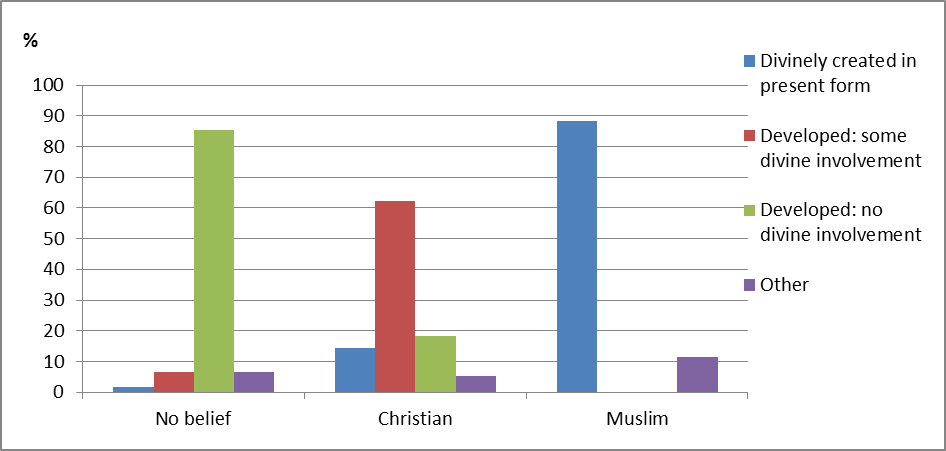 %
100
90
80
70
60
50
40
30
20
10
0
No belief
Christian
Muslim
Divinely created in
present form
Developed: some
divine involvement
Developed: no
divine involvement
Other